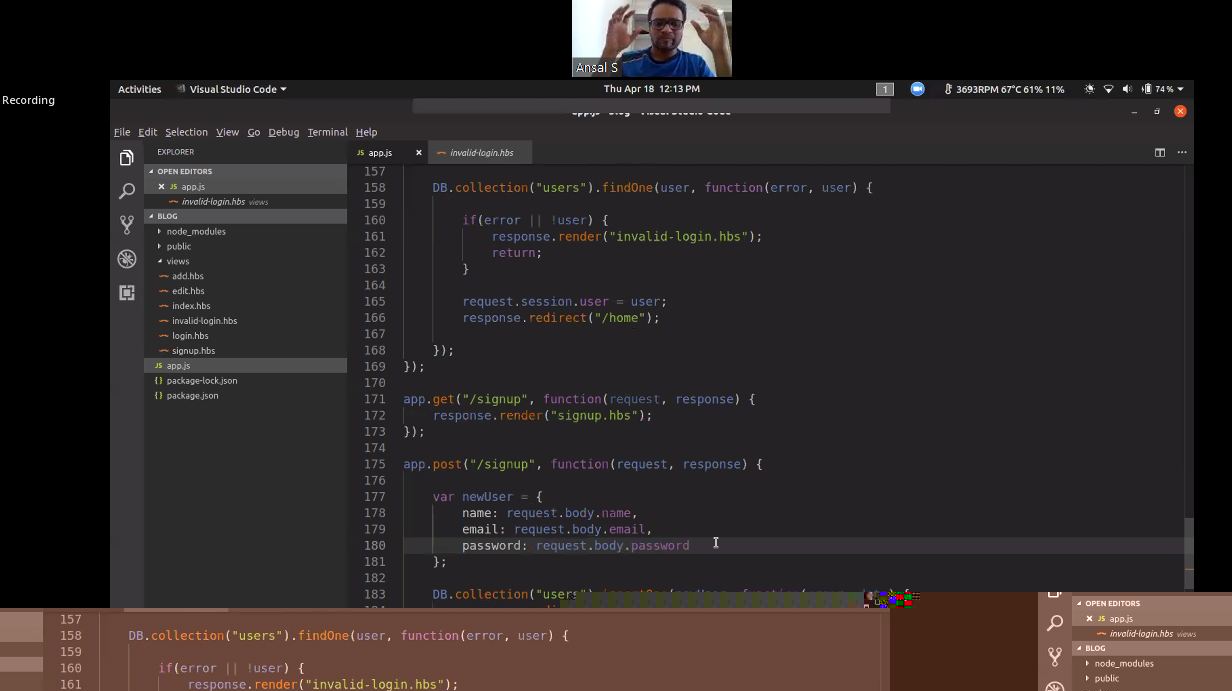 Ansal S
Recording
Activities Visual Studio Code Thu Apr 18 12:13 PM 1 3693RPM 67°C 61% 11% 74 %
app.js - blog - Visual Studio Code
File Edit Selection View Go Debug Terminal Help
EXPLORER
OPEN EDITORS
JS app.js
invalid-login.hbs views
BLOG
node_modules
public
views
add.hbs
edit.hbs
index.hbs
invalid-login.hbs
login.hbs
signup.hbs
JS app.js
{} package-lock.json
{} package.json
JS app.js × invalid-login.hbs
157
158 DB.collection("users").findOne(user, function(error, user) {
159
160 if(error || !user) {
161 response.render("invalid-login.hbs");
162 return;
163 }
164
165 request.session.user = user;
166 response.redirect("/home");
167
168 });
169 });
170
171 app.get("/signup", function(request, response) {
172 response.render("signup.hbs");
173 });
174
175 app.post("/signup", function(request, response) {
176
177 var newUser = {
178 name: request.body.name,
179 email: request.body.email,
180 password: request.body.password
181 };
182
183 DB.collection("users")
157
158 DB.collection("users").findOne(user, function(error, user) {
159
160 if(error || !user) {
161 response.render("invalid-login.hbs");
OPEN EDITORS
JS app.js
invalid-login.hbs views
BLOG
node_modules
public